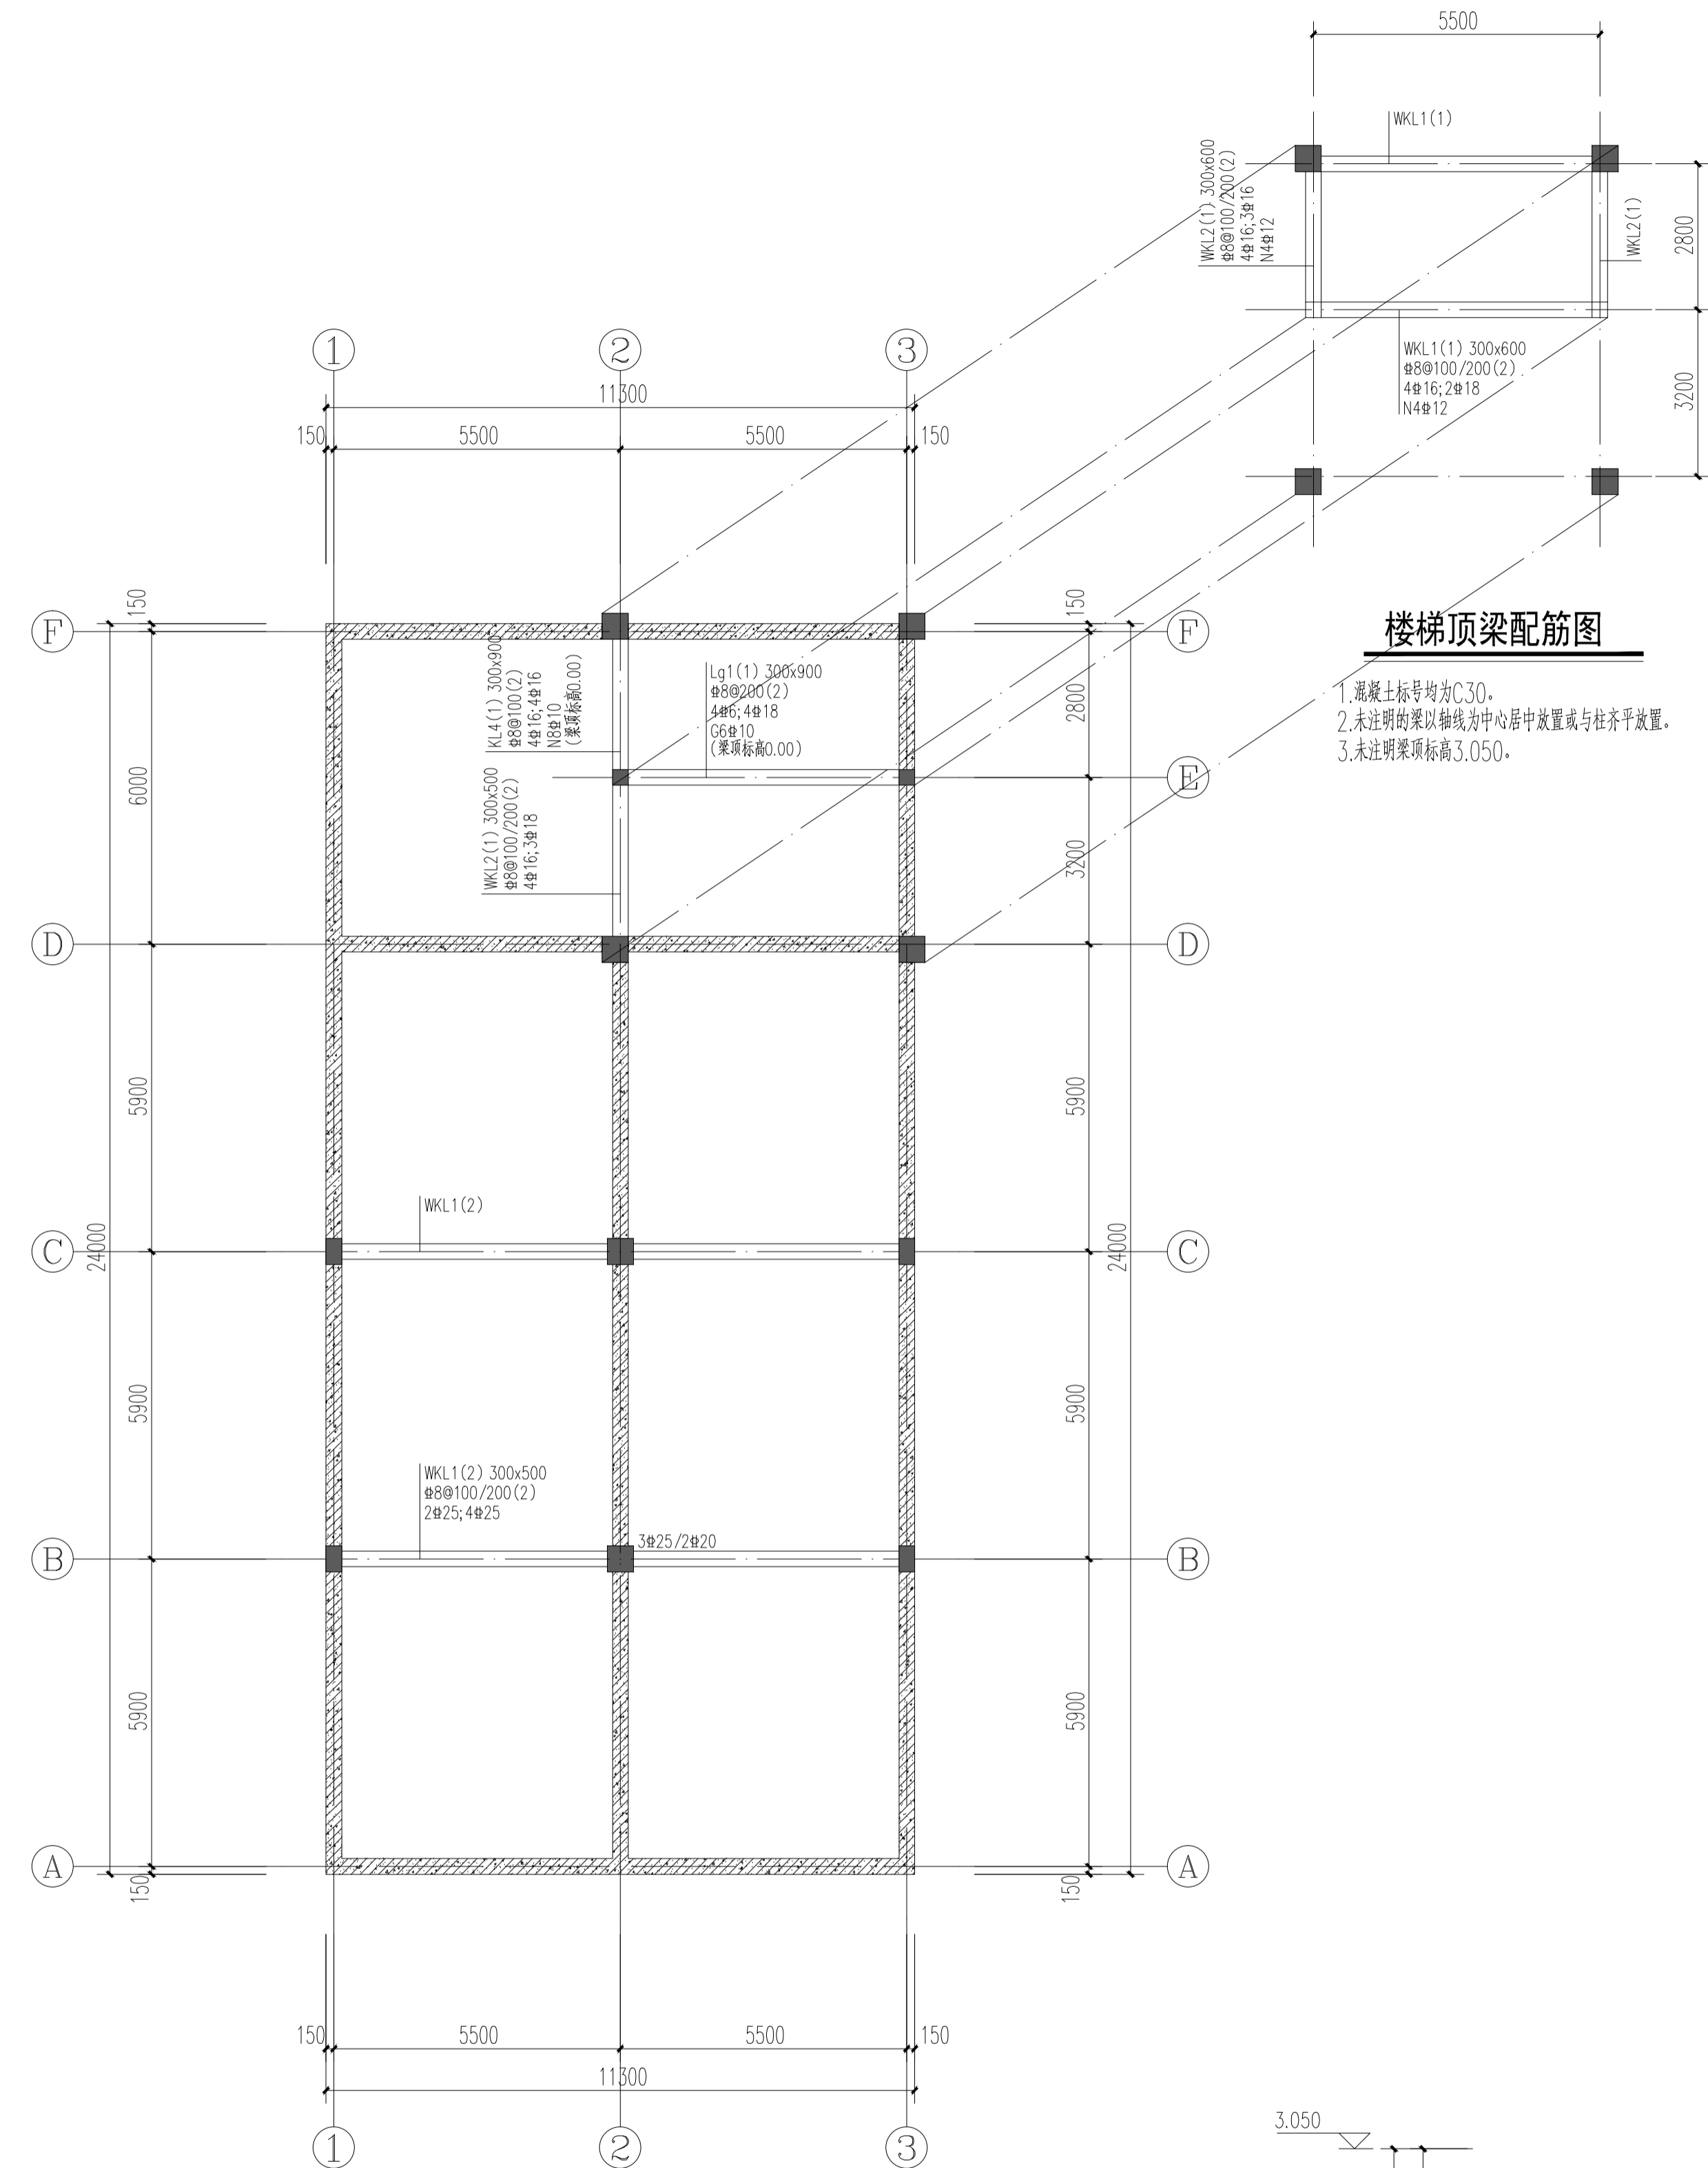 5500
WKL1(1)
WKL2(1) 300x600
Φ8@100/200(2)
4Φ16;3Φ16
N4Φ12
WKL2(1)
2800
3200
WKL1(1) 300x600
Φ8@100/200(2)
4Φ16;2Φ18
N4Φ12
楼梯顶梁配筋图
1.混凝土标号均为C30。
2.未注明的梁以轴线为中心居中放置或与柱齐平放置。
3.未注明梁顶标高3.050。
1
2
3
11300
150
5500
5500
150
F
150
150
F
KL4(1) 300x900
Φ8@100(2)
4Φ16;4Φ16
N8Φ10
(梁顶标高0.00)
Lg1(1) 300x900
Φ8@200(2)
4Φ6;4Φ18
G6Φ10
(梁顶标高0.00)
2800
6000
E
WKL2(1) 300x500
Φ8@100/200(2)
4Φ16;3Φ18
3200
D
D
5900
5900
WKL1(2)
C
24000
24000
C
5900
5900
WKL1(2) 300x500
Φ8@100/200(2)
2Φ25;4Φ25
3Φ25/2Φ20
B
B
5900
5900
A
A
150
150
150
5500
5500
150
11300
1
2
3
3.050